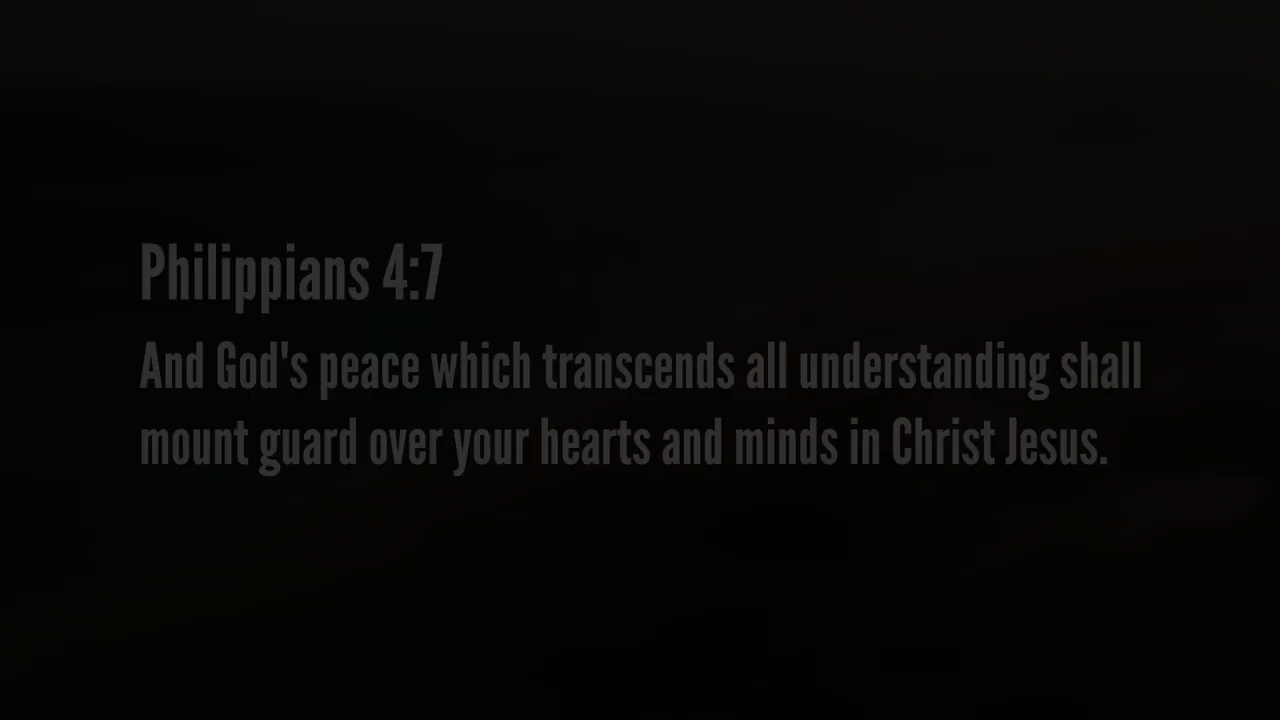 Philippians 4:7
And God's peace which transcends all understanding shall
mount guard over your hearts and minds in Christ Jesus.